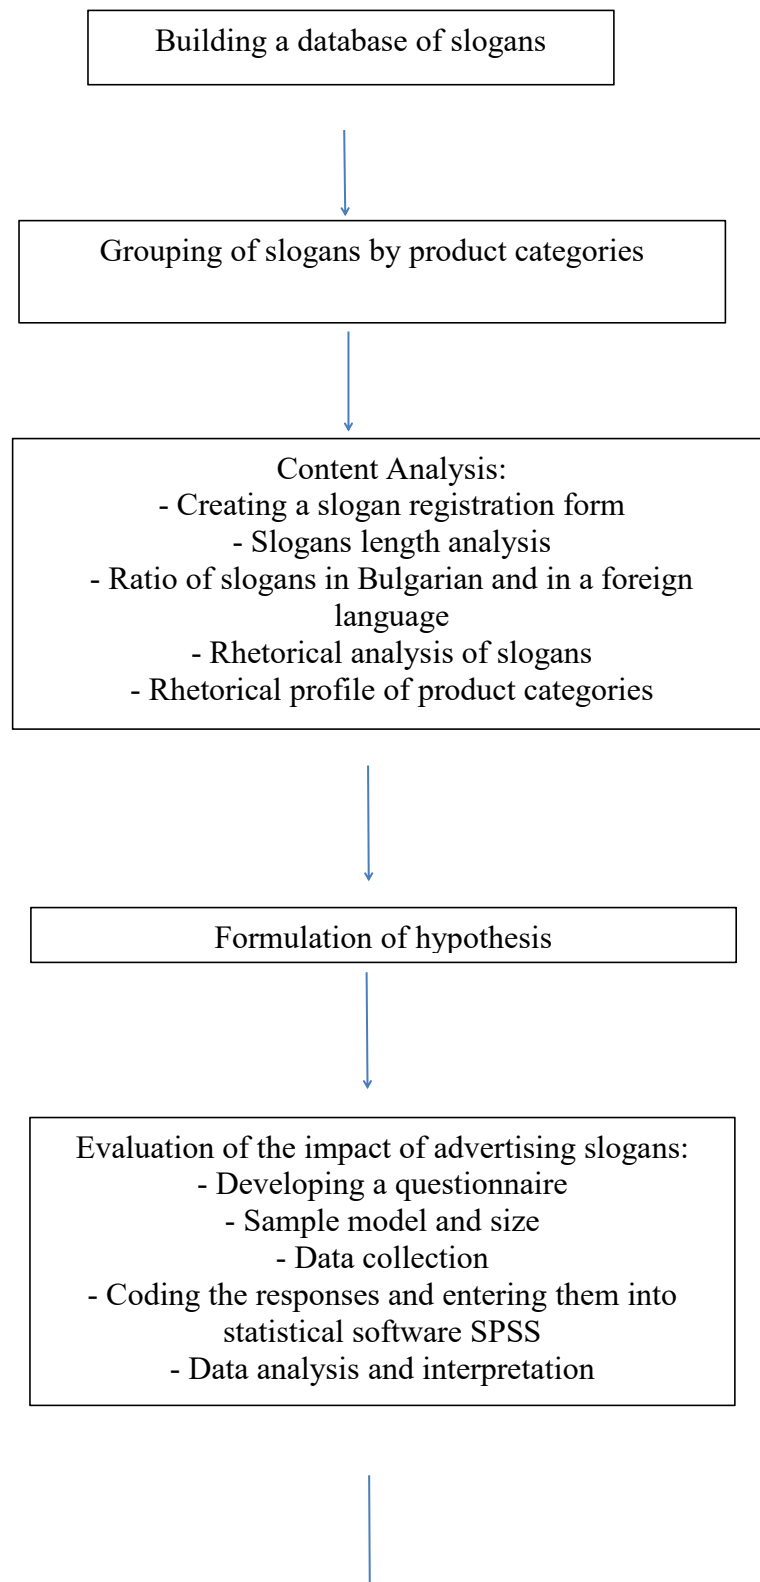 Building a database of slogans
Grouping of slogans by product categories
Content Analysis:
- Creating a slogan registration form
- Slogans length analysis
- Ratio of slogans in Bulgarian and in a foreign
language
- Rhetorical analysis of slogans
- Rhetorical profile of product categories
Formulation of hypothesis
Evaluation of the impact of advertising slogans:
- Developing a questionnaire
- Sample model and size
- Data collection
- Coding the responses and entering them into
statistical software SPSS
- Data analysis and interpretation